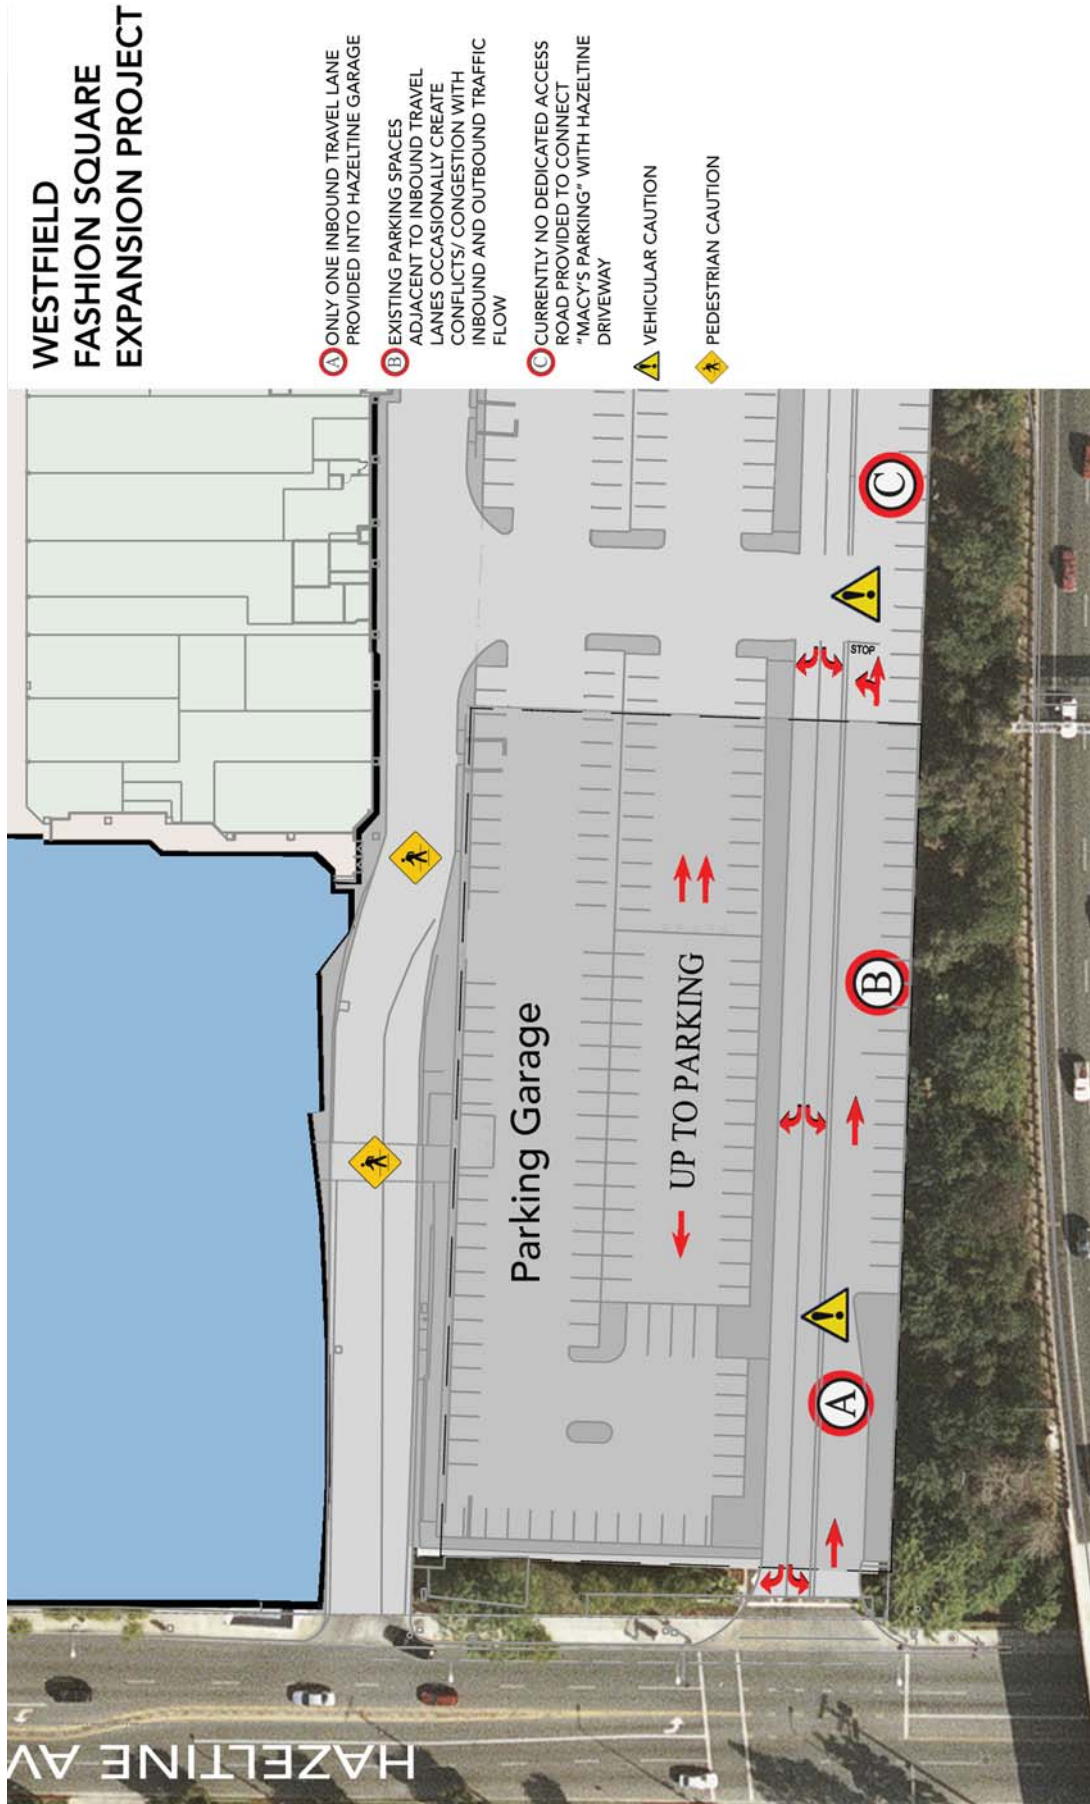 WESTFIELD
FASHION SQUARE
EXPANSION PROJECT
A ONLY ONE INBOUND TRAVEL LANE
PROVIDED INTO HAZELTINE GARAGE
B EXISTING PARKING SPACES
ADJACENT TO INBOUND TRAVEL
LANES OCCASIONALLY CREATE
CONFLICTS/ CONGESTION WITH
INBOUND AND OUTBOUND TRAFFIC
FLOW
C CURRENTLY NO DEDICATED ACCESS
ROAD PROVIDED TO CONNECT
"MACY'S PARKING" WITH HAZELTINE
DRIVEWAY
! VEHICULAR CAUTION
PEDESTRIAN CAUTION
HAZELTINE AV
Parking Garage
UP TO PARKING
STOP
A
B
C
!
!